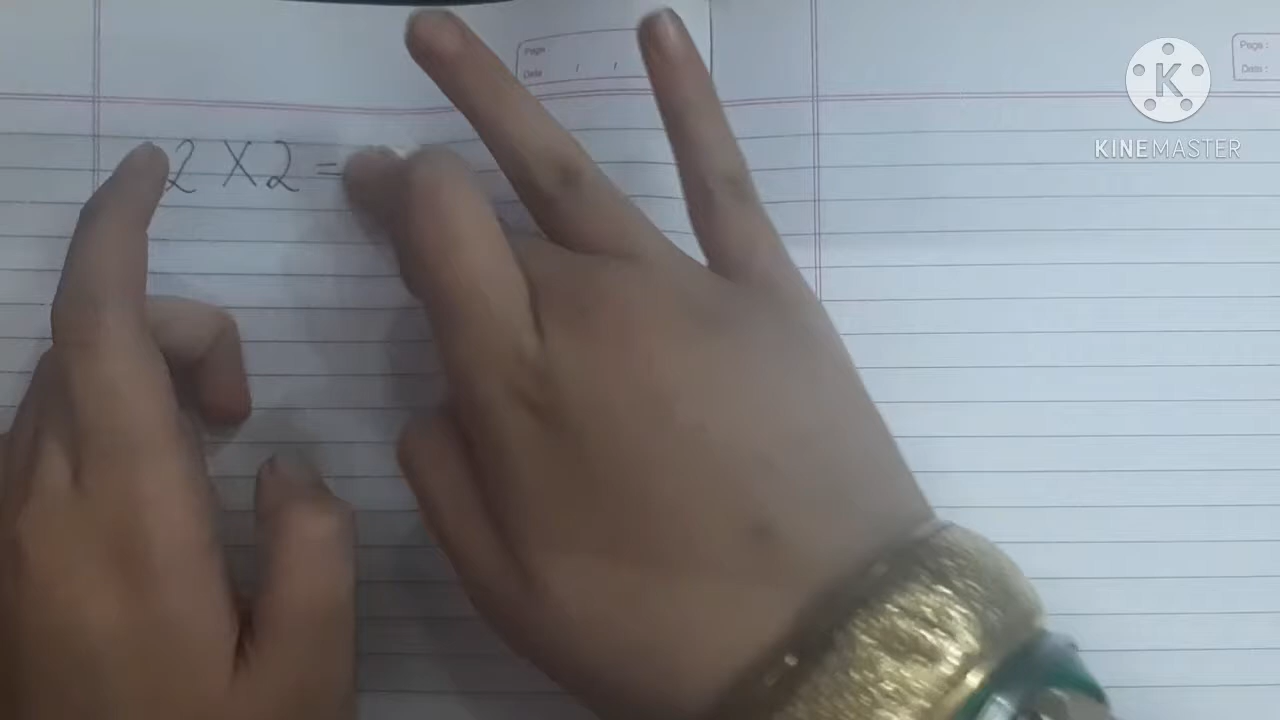 Page
Date / /
Page :
Date :
KINEMASTER
2 X 2 =